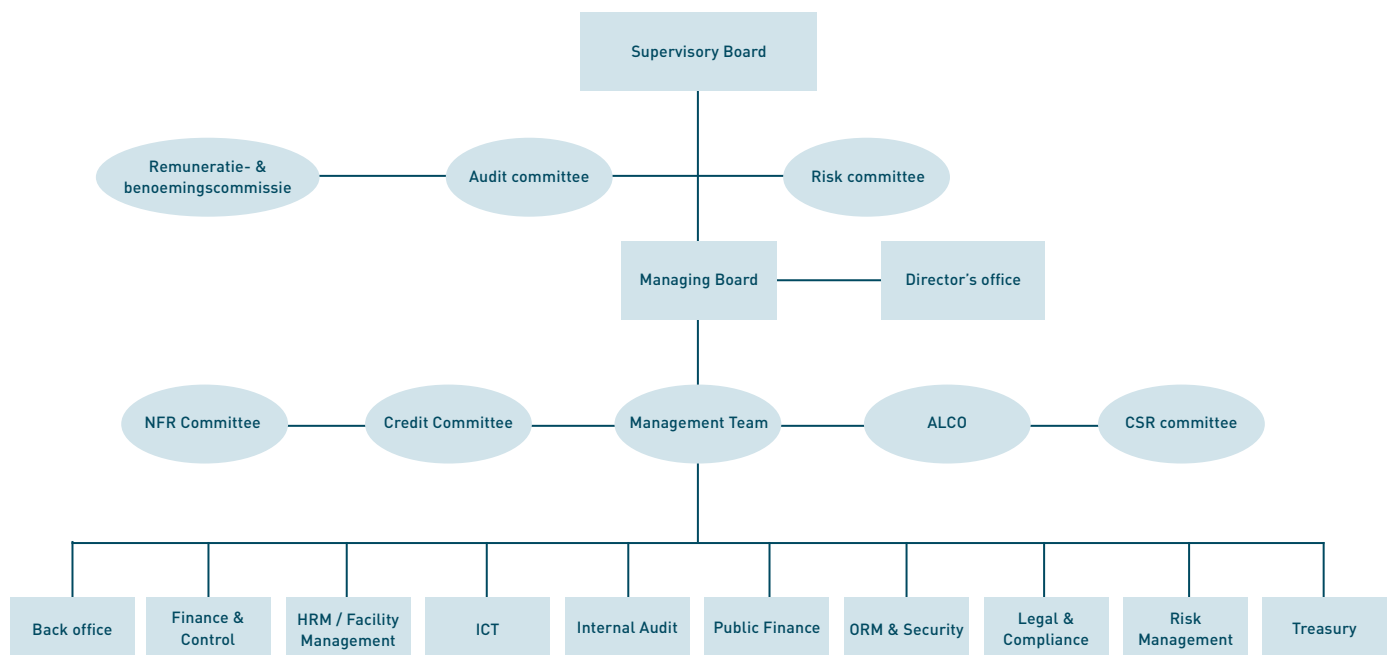 Supervisory Board
Remuneratie- &
benoemingscommissie
Audit committee
Risk committee
Managing Board
Director’s office
NFR Committee
Credit Committee
Management Team
ALCO
CSR committee
Back office
Finance &
Control
HRM / Facility
Management
ICT
Internal Audit
Public Finance
ORM & Security
Legal &
Compliance
Risk
Management
Treasury